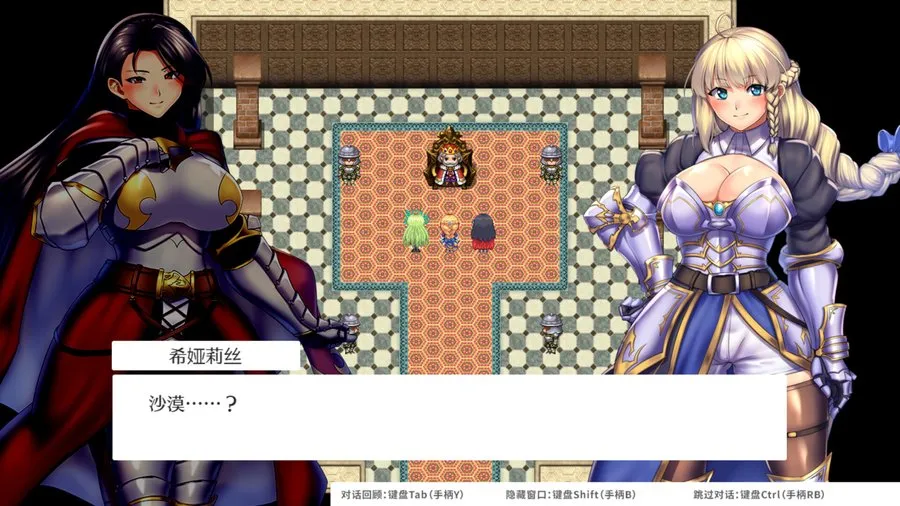 希娅莉丝
沙漠……？
对话回顾：键盘Tab（手柄Y）
隐藏窗口：键盘Shift（手柄B）
跳过对话：键盘Ctrl（手柄RB）